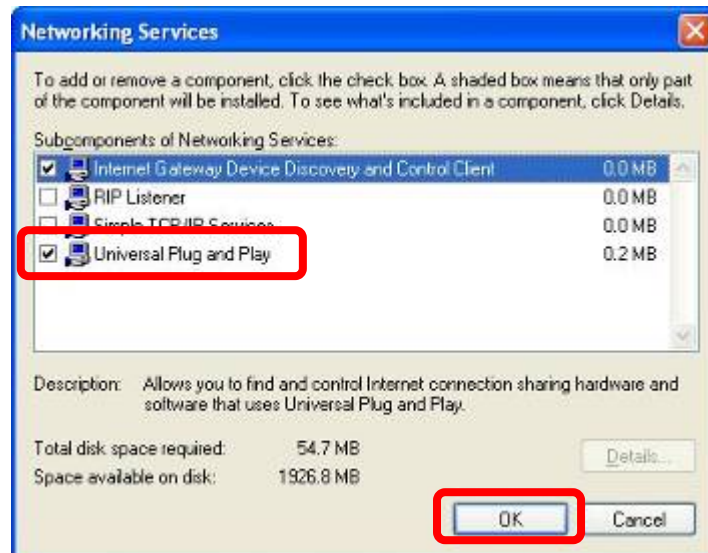 Networking Services
To add or remove a component, click the check box. A shaded box means that only part
of the component will be installed. To see what's included in a component, click Details.
Subcomponents of Networking Services:
Internet Gateway Device Discovery and Control Client 0.0 MB
RIP Listener 0.0 MB
Simple TCP/IP Services 0.0 MB
Universal Plug and Play 0.2 MB
Description: Allows you to find and control Internet connection sharing hardware and
software that uses Universal Plug and Play.
Total disk space required: 54.7 MB
Space available on disk: 1926.8 MB
Details...
OK Cancel